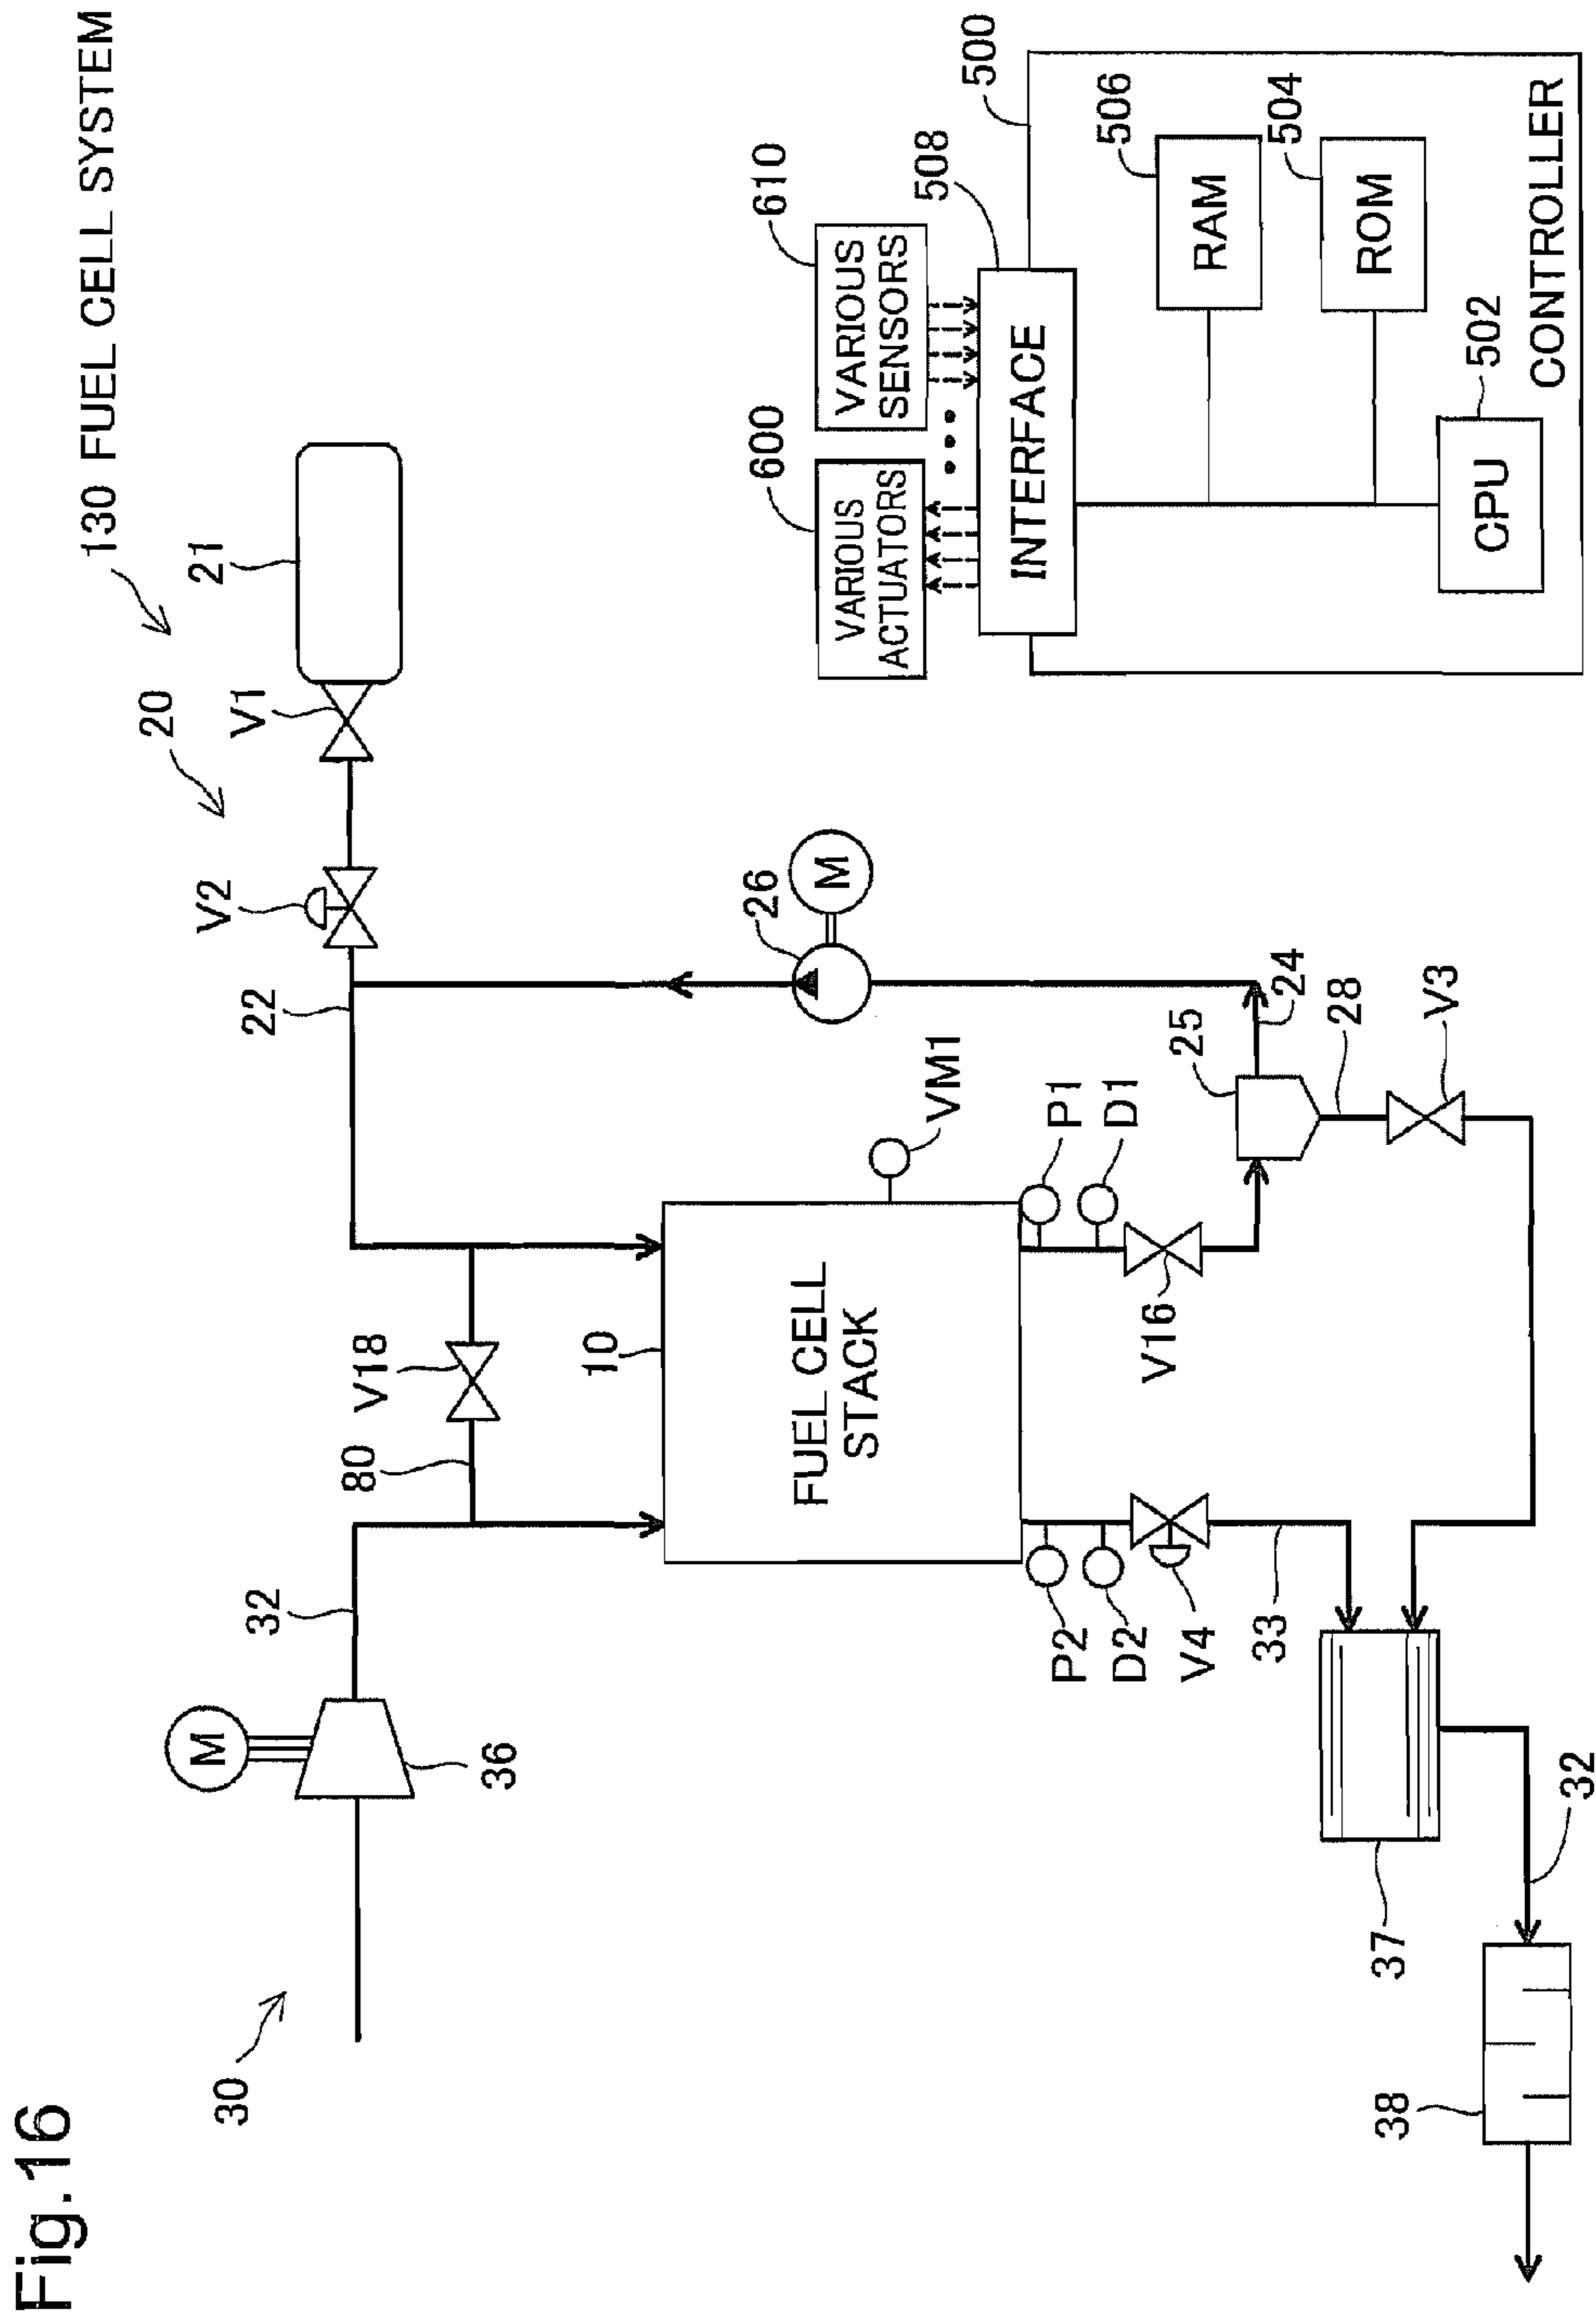 Fig.16
130 FUEL CELL SYSTEM
30
20
21
V1
V2
22
M
36
32
80
V18
10
FUEL CELL
STACK
VM1
26
M
P2
D2
V4
33
P1
D1
V16
25
24
28
V3
37
32
38
600
VARIOUS
ACTUATORS
610
VARIOUS
SENSORS
508
INTERFACE
500
506
RAM
504
ROM
502
CPU
CONTROLLER